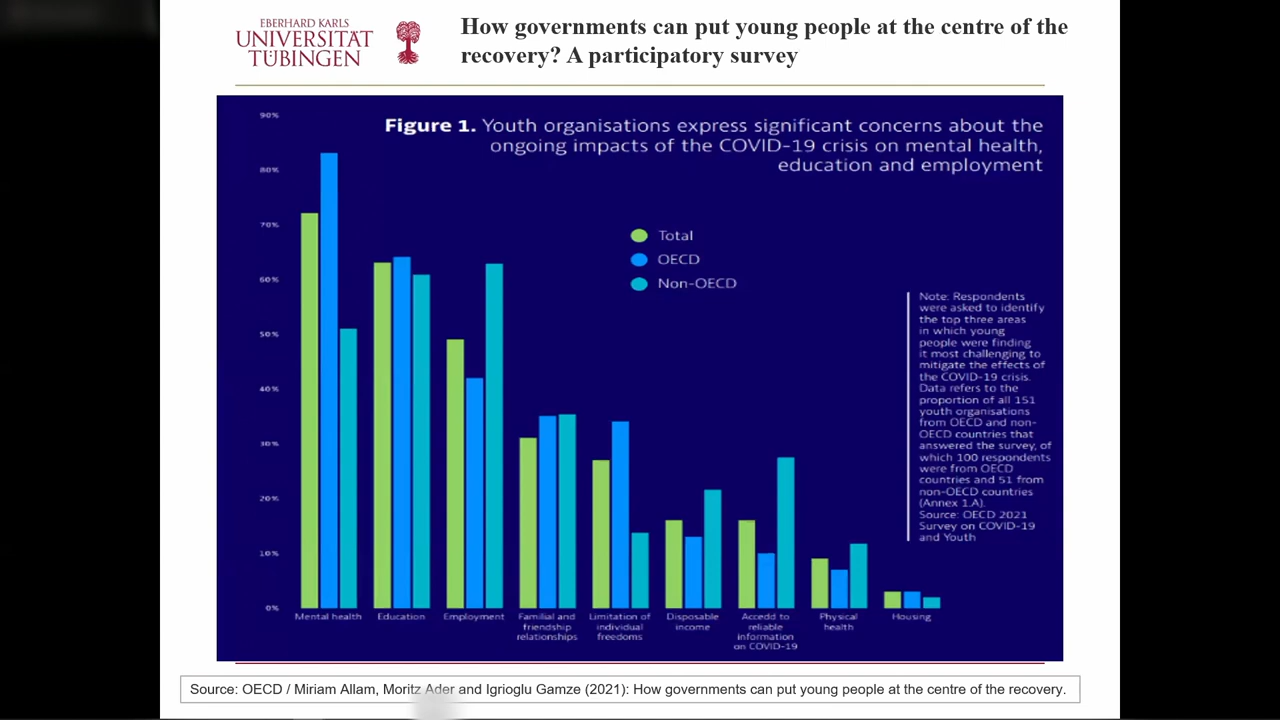 EBERHARD KARLS
UNIVERSITÄT
TÜBINGEN
How governments can put young people at the centre of the
recovery? A participatory survey
Figure 1. Youth organisations express significant concerns about the
ongoing impacts of the COVID-19 crisis on mental health,
education and employment
90%
80%
70%
60%
50%
40%
30%
20%
10%
0%
Total
OECD
Non-OECD
Note: Respondents
were asked to identify
the top three areas
in which young
people were finding
it most challenging to
mitigate the effects of
the COVID-19 crisis.
Data refers to the
proportion of all 151
youth organisations
from OECD and non-
OECD countries that
answered the survey, of
which 100 respondents
were from OECD
countries and 51 from
non-OECD countries
(Annex 1.A).
Source: OECD 2021
Survey on COVID-19
and Youth
Mental health
Education
Employment
Familial and
friendship
relationships
Limitation of
individual
freedoms
Disposable
income
Accedd to
reliable
information
on COVID-19
Physical
health
Housing
Source: OECD / Miriam Allam, Moritz Ader and Igrioglu Gamze (2021): How governments can put young people at the centre of the recovery.